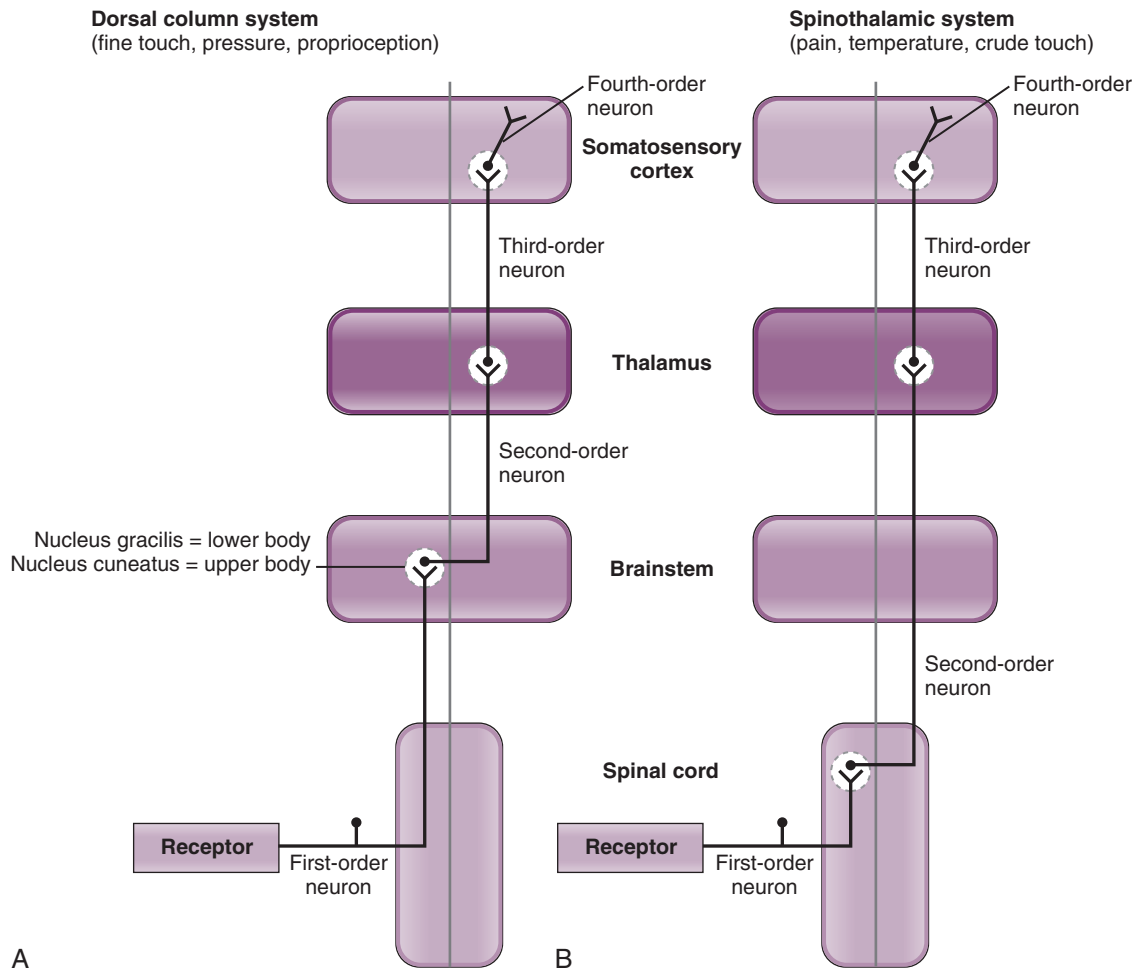 Dorsal column system
(fine touch, pressure, proprioception)
Spinothalamic system
(pain, temperature, crude touch)
Fourth-order
neuron
Fourth-order
neuron
Somatosensory
cortex
Third-order
neuron
Third-order
neuron
Thalamus
Second-order
neuron
Nucleus gracilis = lower body
Nucleus cuneatus = upper body
Brainstem
Second-order
neuron
Spinal cord
Receptor
First-order
neuron
Receptor
First-order
neuron
A
B